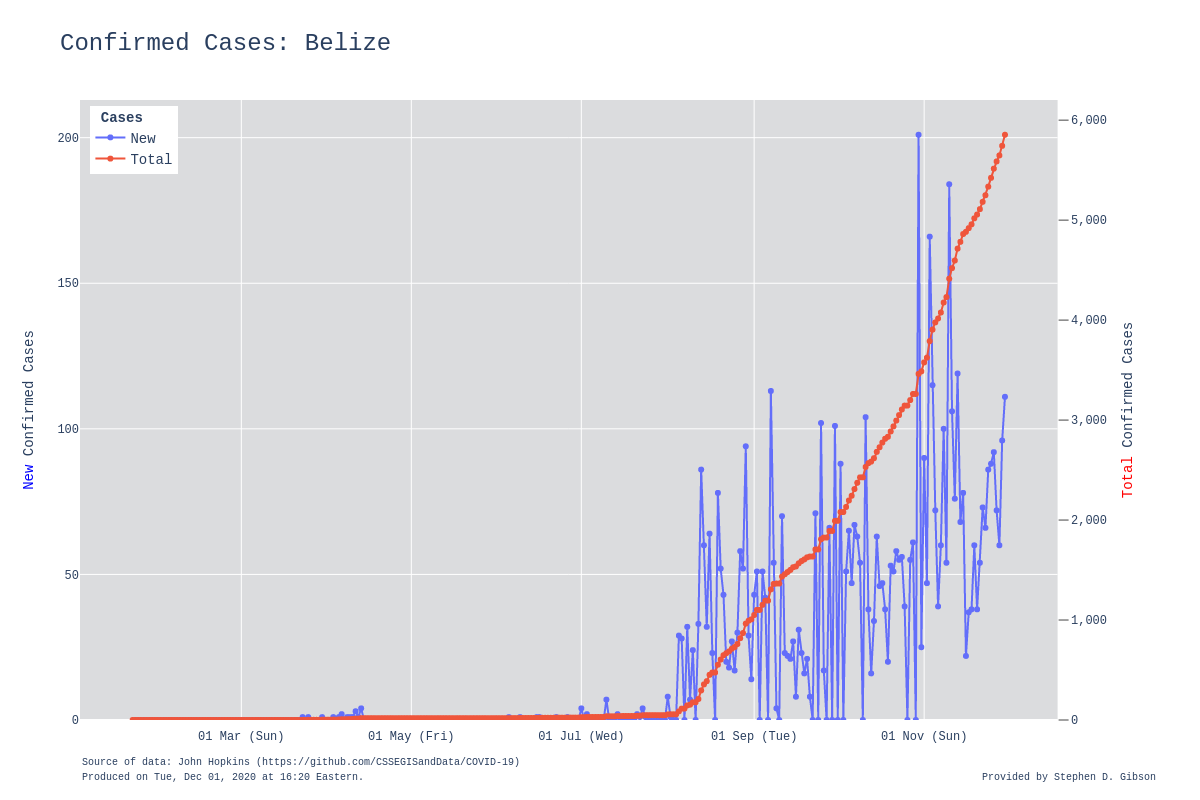 Confirmed Cases: Belize
Cases
New
Total
200
150
100
50
0
6,000
5,000
4,000
3,000
2,000
1,000
0
New Confirmed Cases
Total Confirmed Cases
01 Mar (Sun)
01 May (Fri)
01 Jul (Wed)
01 Sep (Tue)
01 Nov (Sun)
Source of data: John Hopkins (https://github.com/CSSEGISandData/COVID-19)
Produced on Tue, Dec 01, 2020 at 16:20 Eastern.
Provided by Stephen D. Gibson